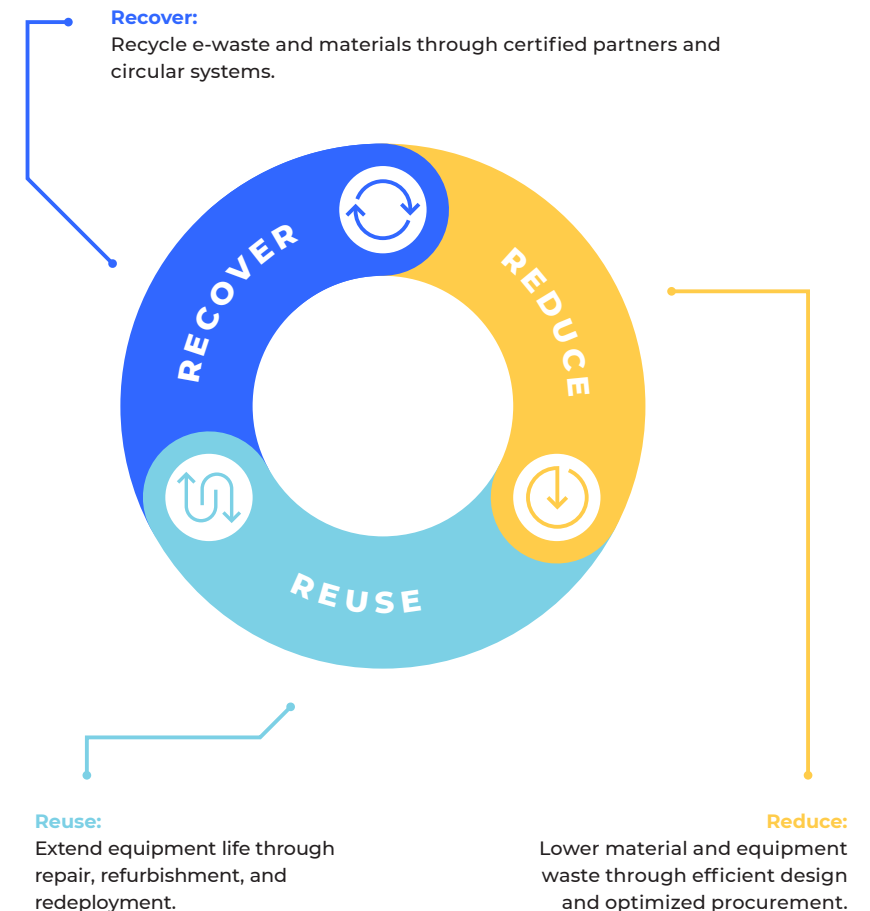 Recover:
Recycle e-waste and materials through certified partners and
circular systems.
RECOVER
REDUCE
REUSE
Reuse:
Extend equipment life through
repair, refurbishment, and
redeployment.
Reduce:
Lower material and equipment
waste through efficient design
and optimized procurement.